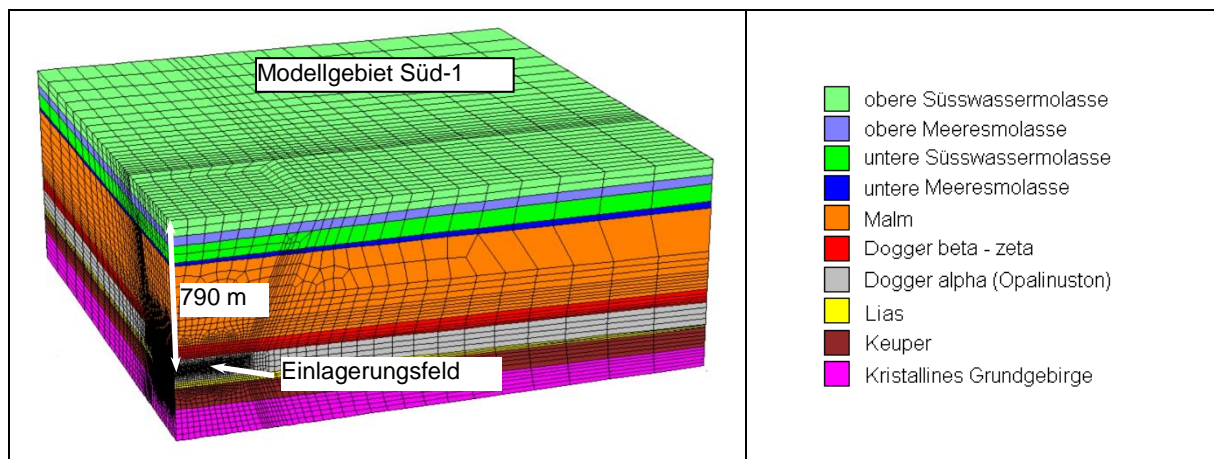 Modellgebiet Süd-1
790 m
Einlagerungsfeld
obere Süsswassermolasse
obere Meeresmolasse
untere Süsswassermolasse
untere Meeresmolasse
Malm
Dogger beta - zeta
Dogger alpha (Opalinuston)
Lias
Keuper
Kristallines Grundgebirge